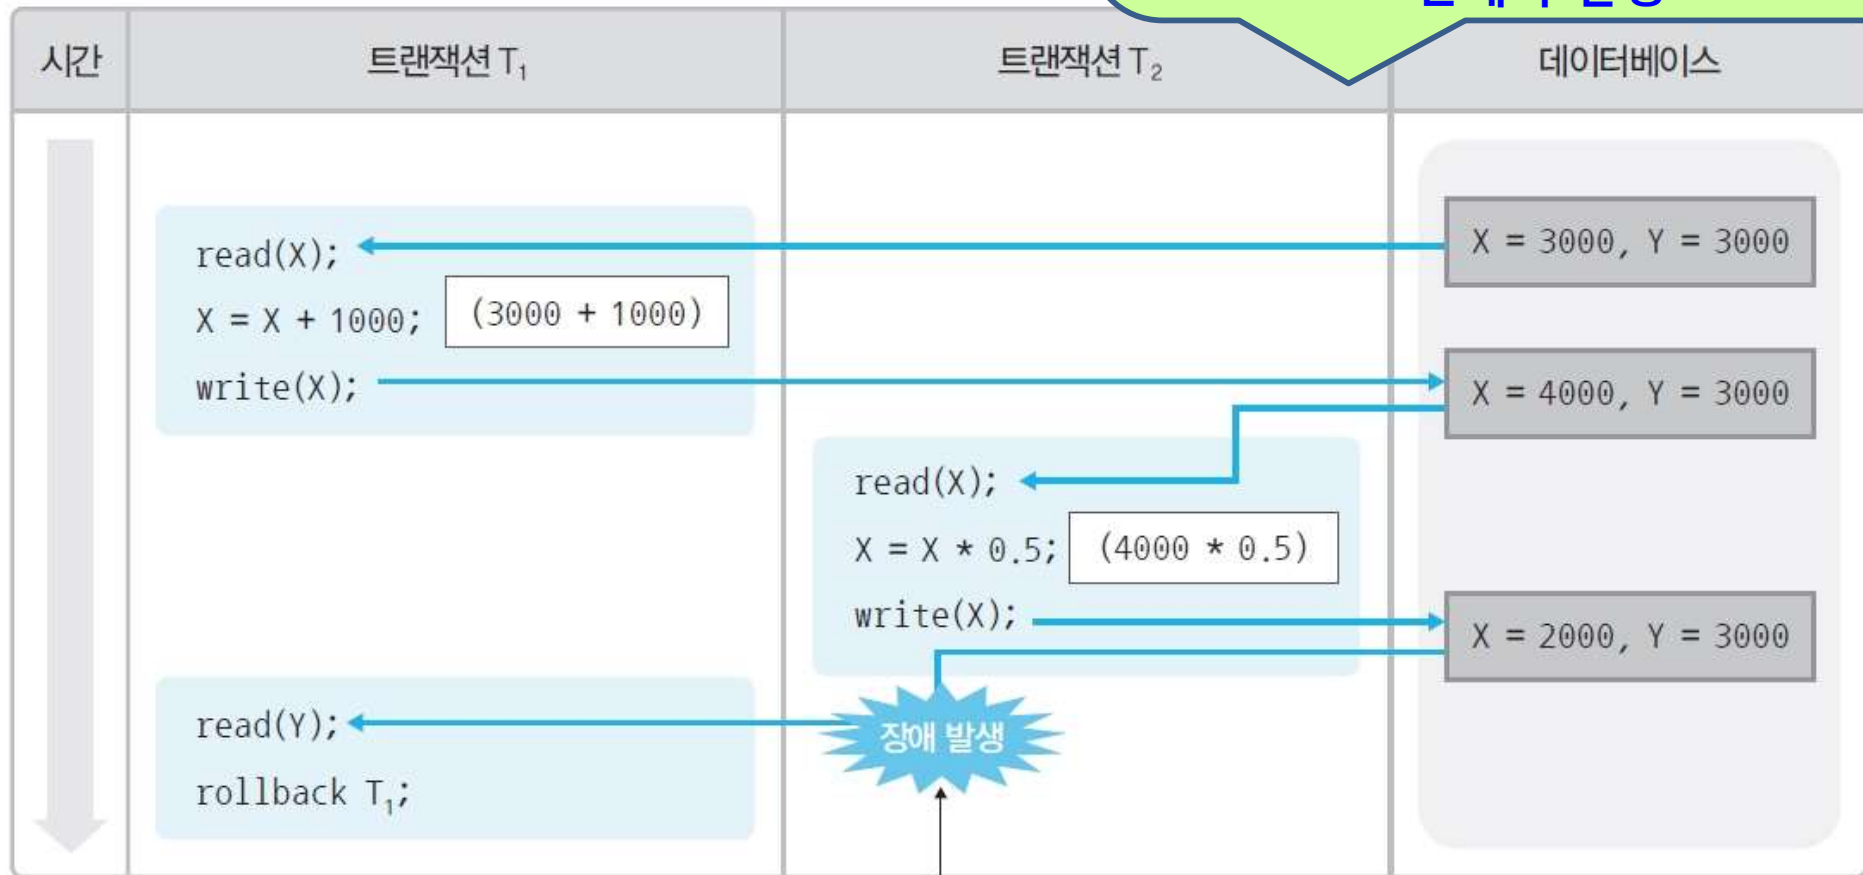 시간
트랜잭션 T₁
트랜잭션 T₂
데이터베이스
X = 3000, Y = 3000
read(X);
X = X + 1000;
(3000 + 1000)
write(X);
X = 4000, Y = 3000
read(X);
X = X * 0.5;
(4000 * 0.5)
write(X);
X = 2000, Y = 3000
read(Y);
장애 발생
rollback T₁;